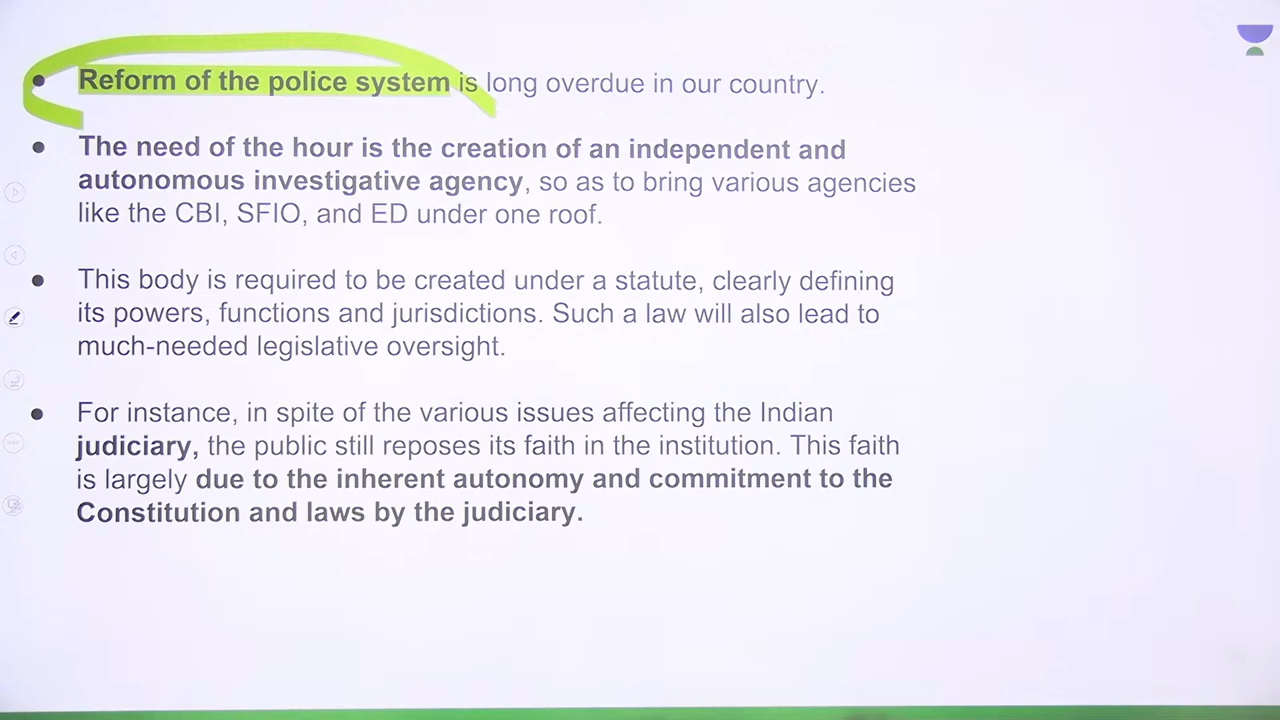 • Reform of the police system is long overdue in our country.
• The need of the hour is the creation of an independent and
autonomous investigative agency, so as to bring various agencies
like the CBI, SFIO, and ED under one roof.
• This body is required to be created under a statute, clearly defining
its powers, functions and jurisdictions. Such a law will also lead to
much-needed legislative oversight.
• For instance, in spite of the various issues affecting the Indian
judiciary, the public still reposes its faith in the institution. This faith
is largely due to the inherent autonomy and commitment to the
Constitution and laws by the judiciary.